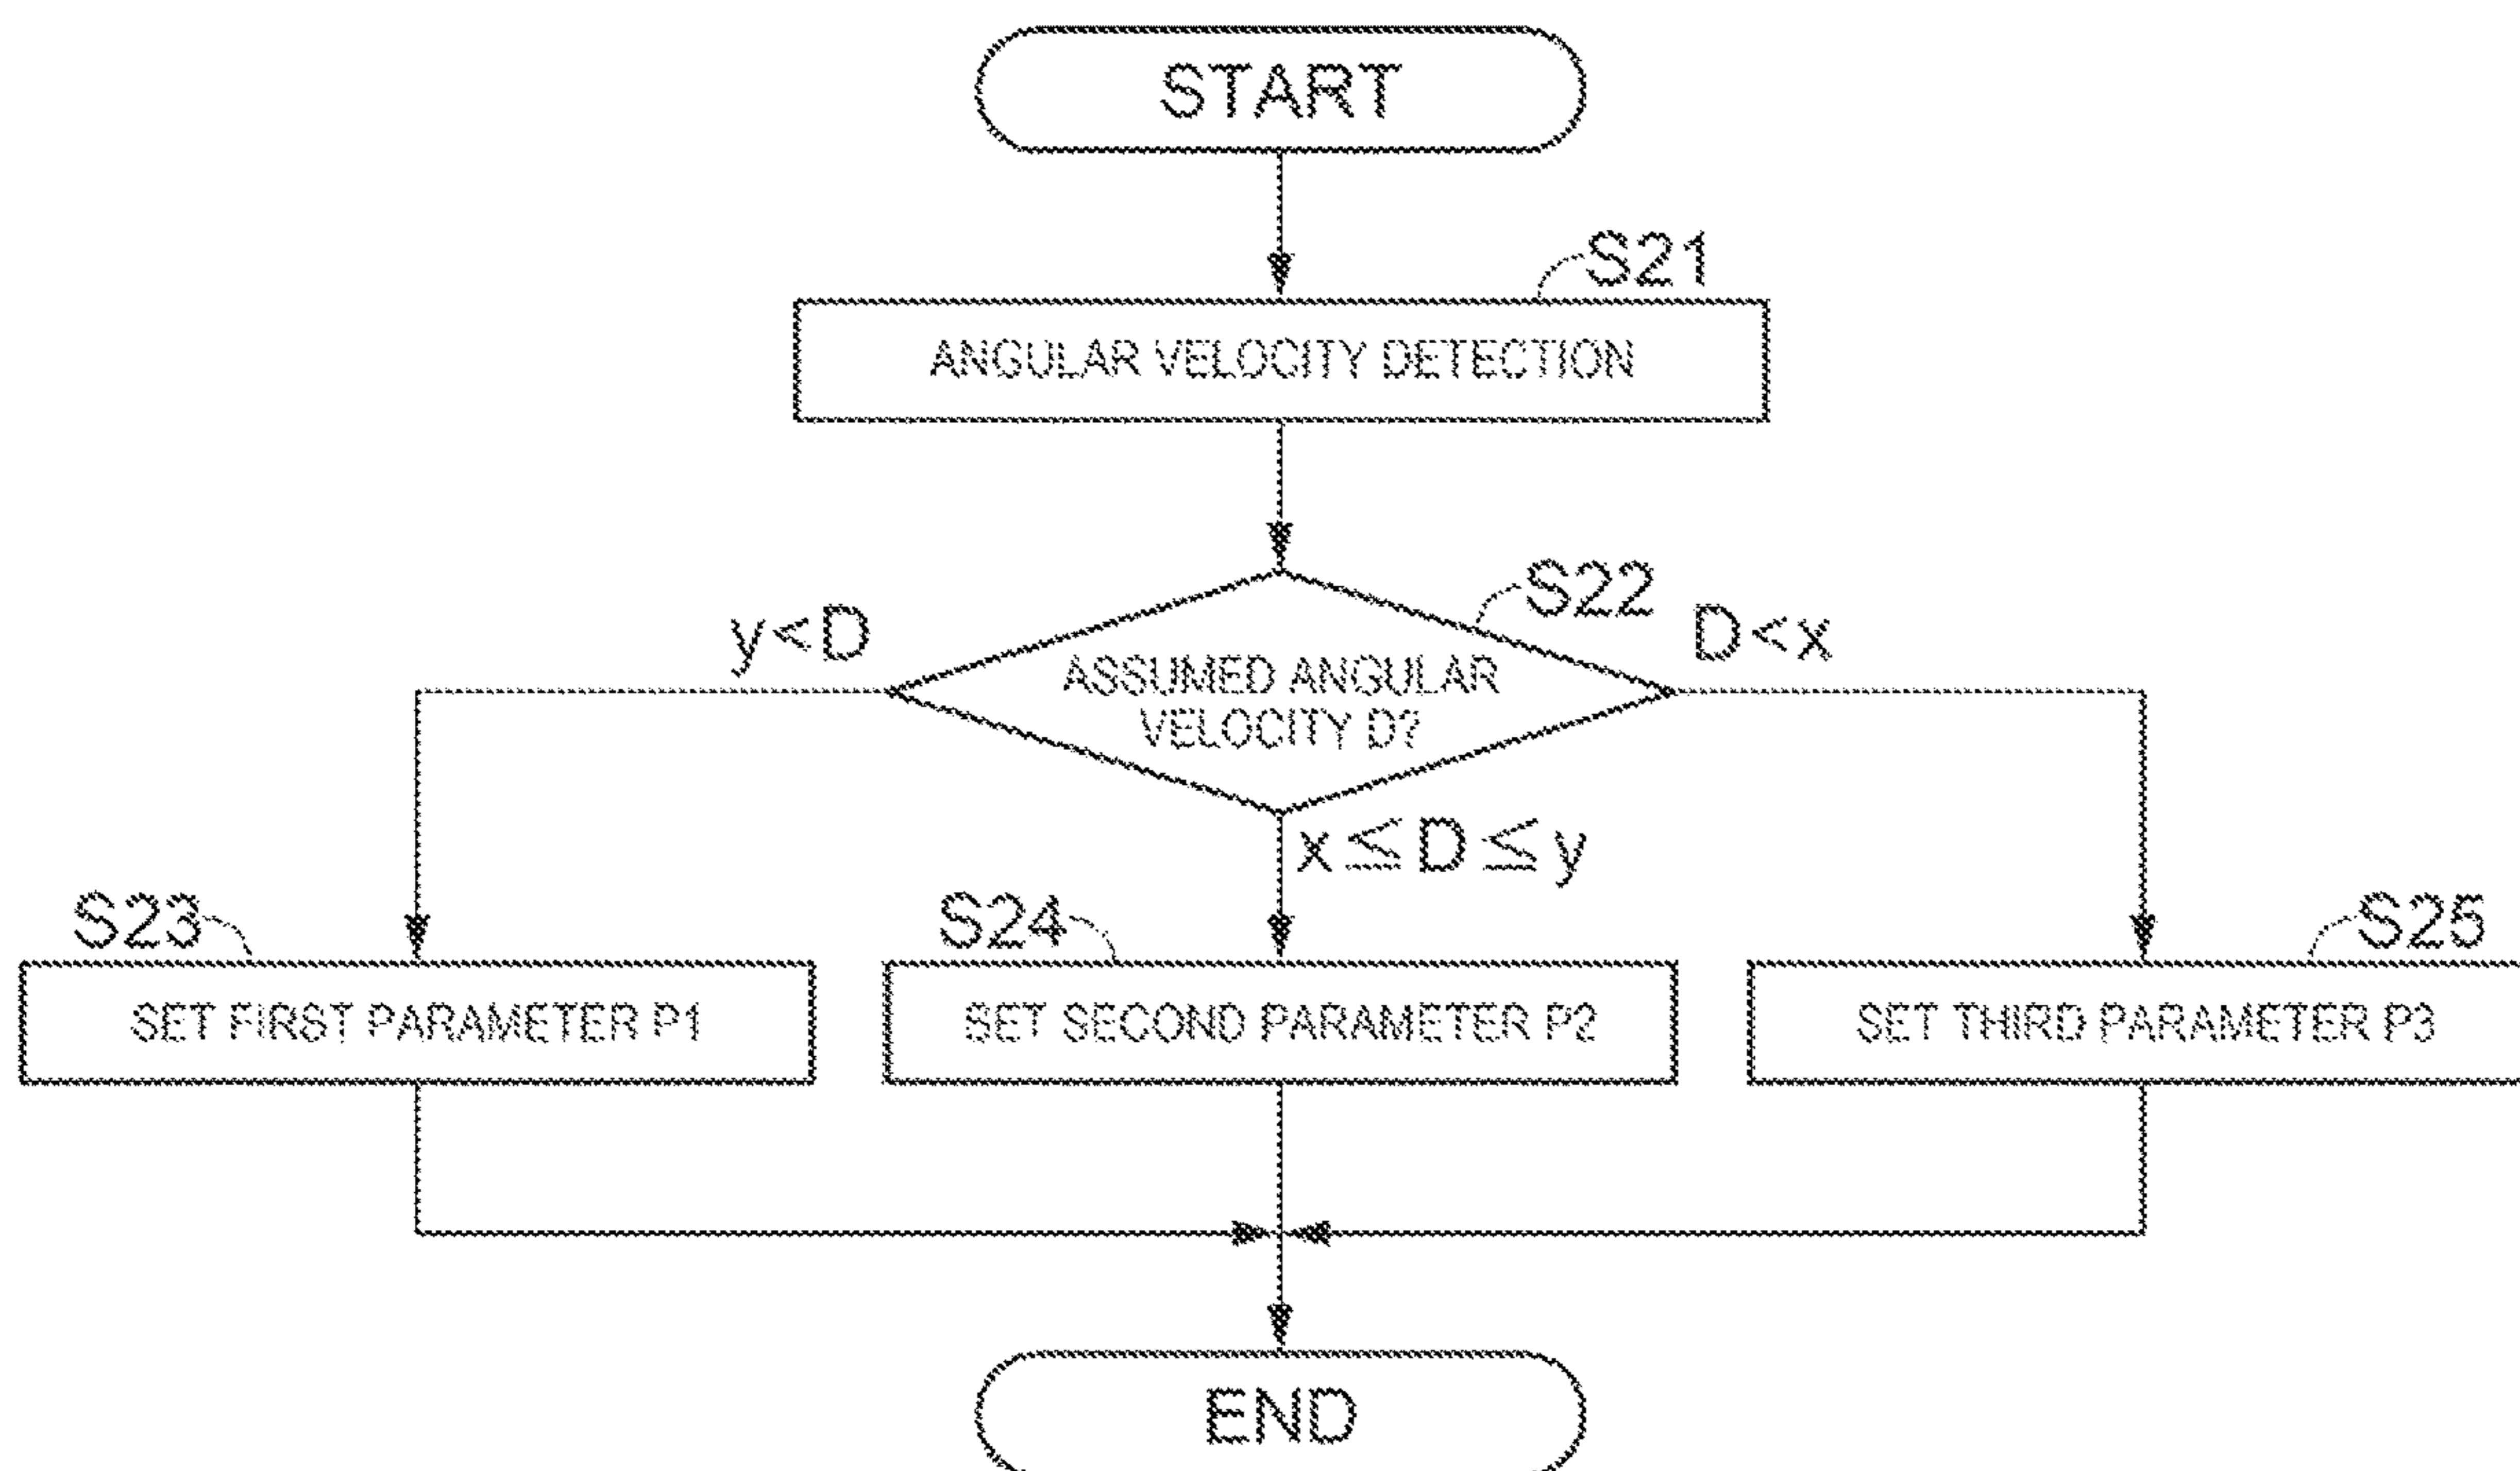 START
S21
ANGULAR VELOCITY DETECTION
S22
y<D
D<x
ASSUMED ANGULAR
VELOCITY D?
x≦D≦y
S23
S24
S25
SET FIRST PARAMETER P1
SET SECOND PARAMETER P2
SET THIRD PARAMETER P3
END